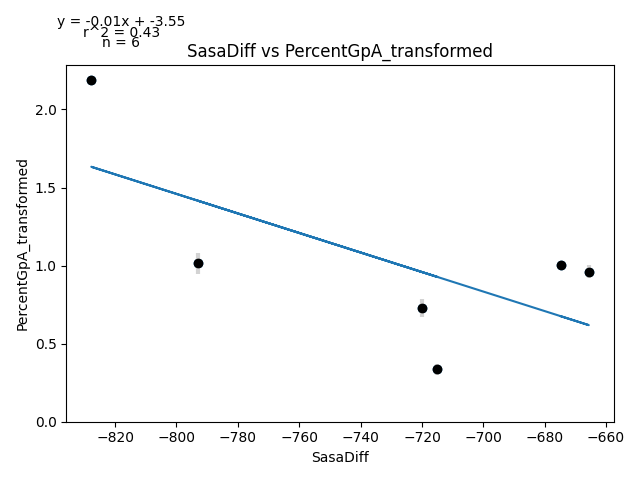 y = -0.01x + -3.55
r^2 = 0.43
n = 6
SasaDiff vs PercentGpA_transformed
PercentGpA_transformed
2.0
1.5
1.0
0.5
0.0
−820 −800 −780 −760 −740 −720 −700 −680 −660
SasaDiff